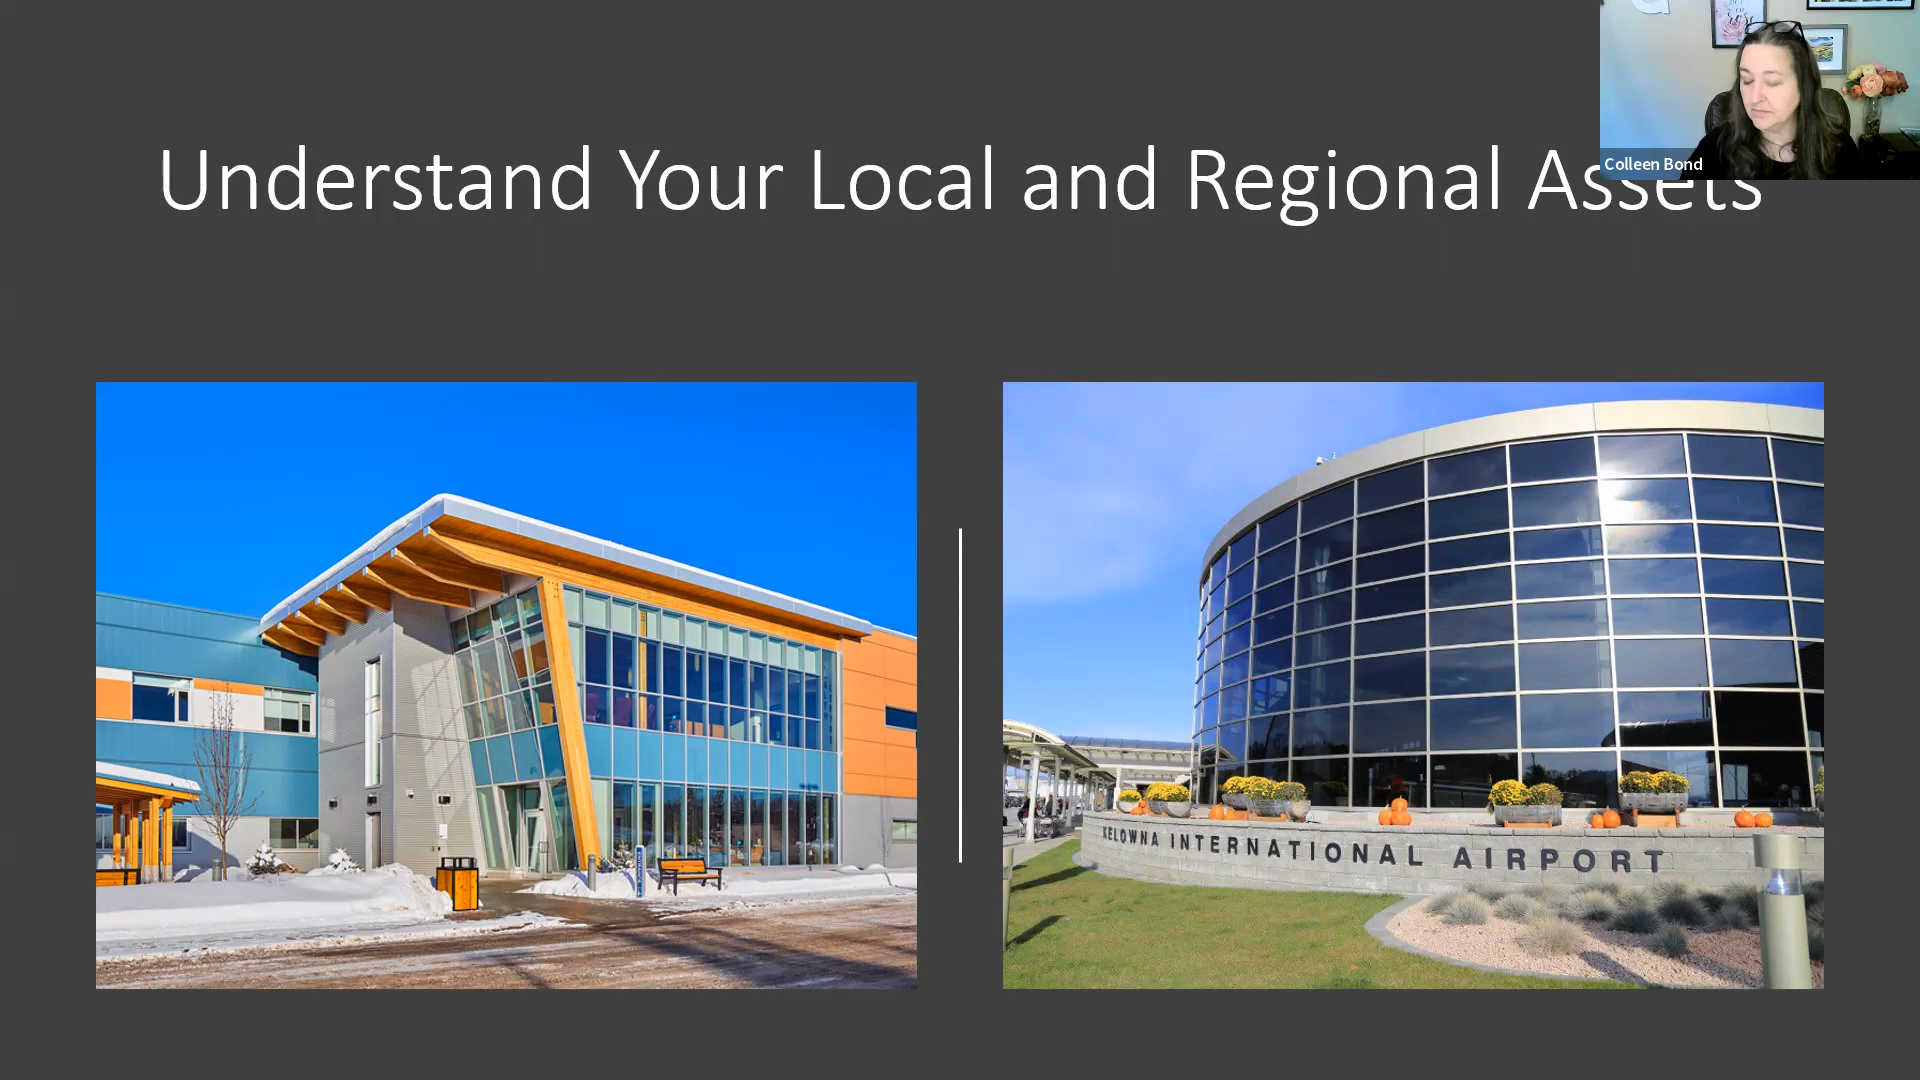 Understand Your Local and Regional Assets
Colleen Bond
KELOWNA INTERNATIONAL AIRPORT